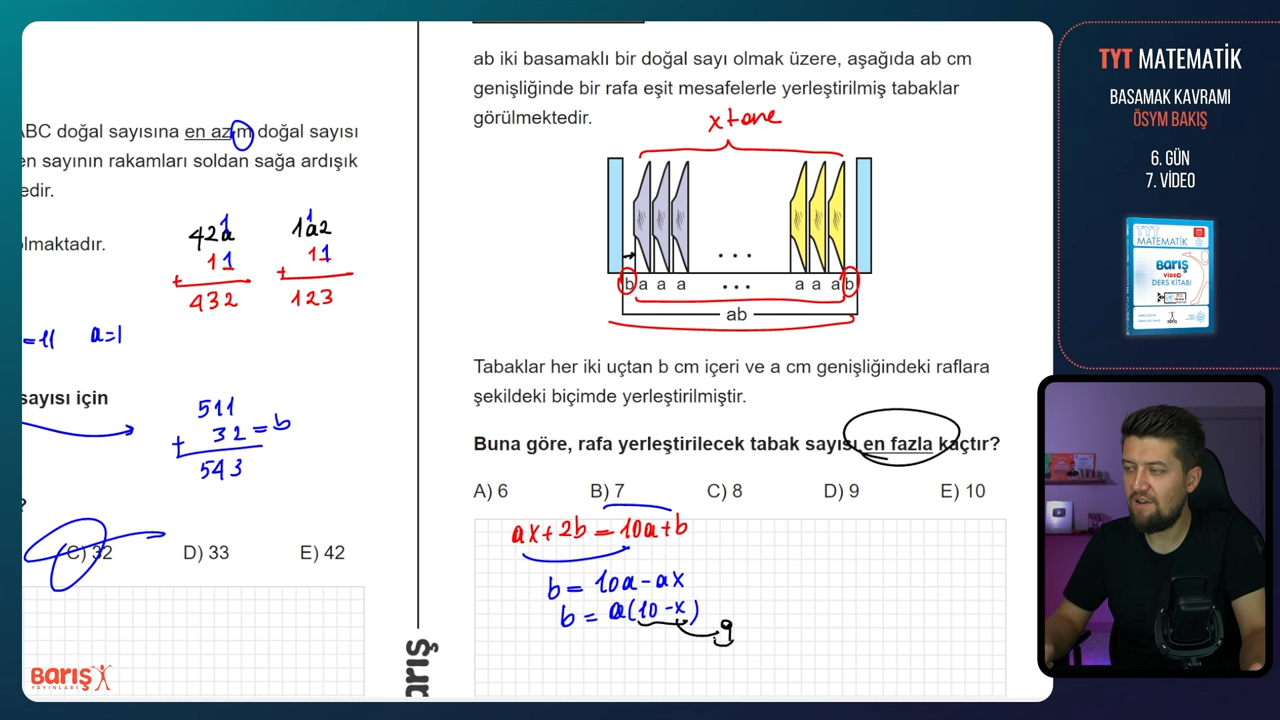 ABC doğal sayısına en azım doğal sayısı
en sayının rakamları soldan sağa ardışık
edir.
olmaktadır.
42a
1
11
+
432
1a2
1
11
+
123
=11 a=1
sayısı için
511
+ 32 = b
543
?
C) 32 D) 33 E) 42
BARIŞ
YAYINLARI
arış
ab iki basamaklı bir doğal sayı olmak üzere, aşağıda ab cm
genişliğinde bir rafa eşit mesafelerle yerleştirilmiş tabaklar
görülmektedir.
x tane
...
b a a a ... a a a b
ab
Tabaklar her iki uçtan b cm içeri ve a cm genişliğindeki raflara
şekildeki biçimde yerleştirilmiştir.
Buna göre, rafa yerleştirilecek tabak sayısı en fazla kaçtır?
A) 6 B) 7 C) 8 D) 9 E) 10
ax+2b=10a+b
b = 10a-ax
b = a(10-x)
9
TYT MATEMATİK
BASAMAK KAVRAMI
ÖSYM BAKIŞ
6. GÜN
7. VİDEO
TYT
MATEMATİK
BARIŞ
VİDEO
DERS KİTABI